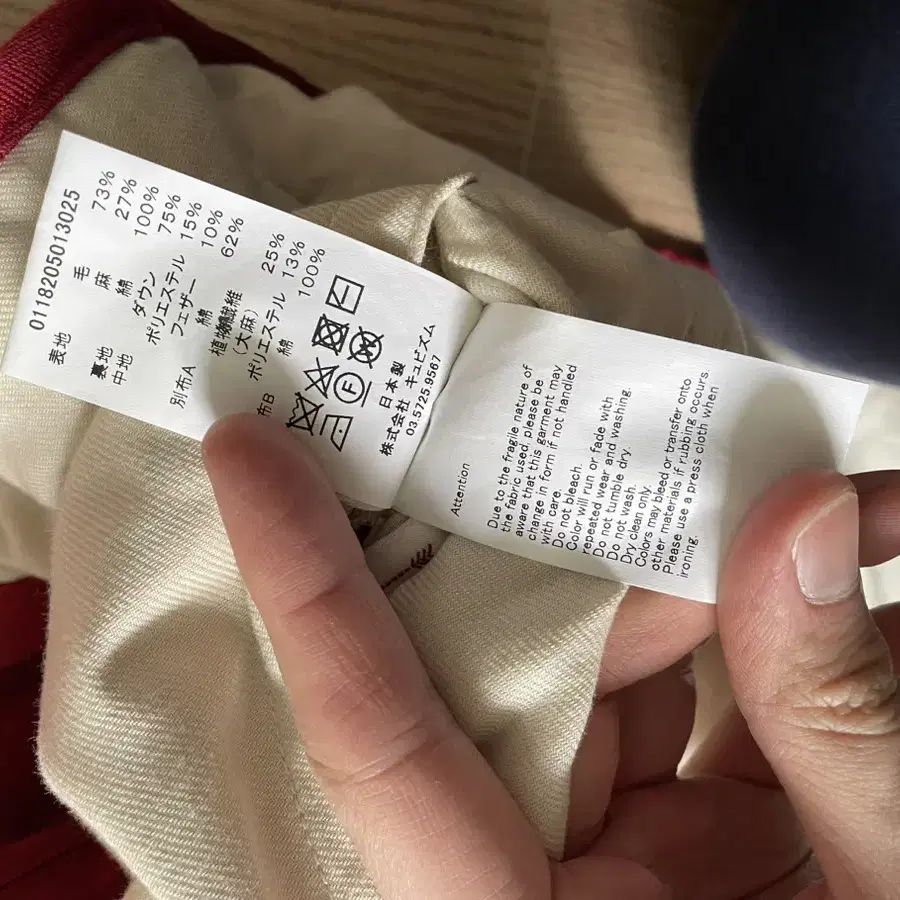 0118205013025
表地 毛 73%
麻 27%
裏地 綿 100%
中地 ダウン 75%
ポリエステル 15%
フェザー 10%
別布A 綿 62%
植物繊維
(大麻) 25%
ポリエステル 13%
布B 綿 100%
F
日本製
株式会社 キュビズム
03.5725.9567
Attention
Due to the fragile nature of
the fabric used, please be
aware that this garment may
change in form if not handled
with care.
Do not bleach.
Color will run or fade with
repeated wear and washing.
Do not tumble dry.
Do not wash.
Dry clean only.
Colors may bleed or transfer onto
other materials if rubbing occurs.
Please use a press cloth when
ironing.